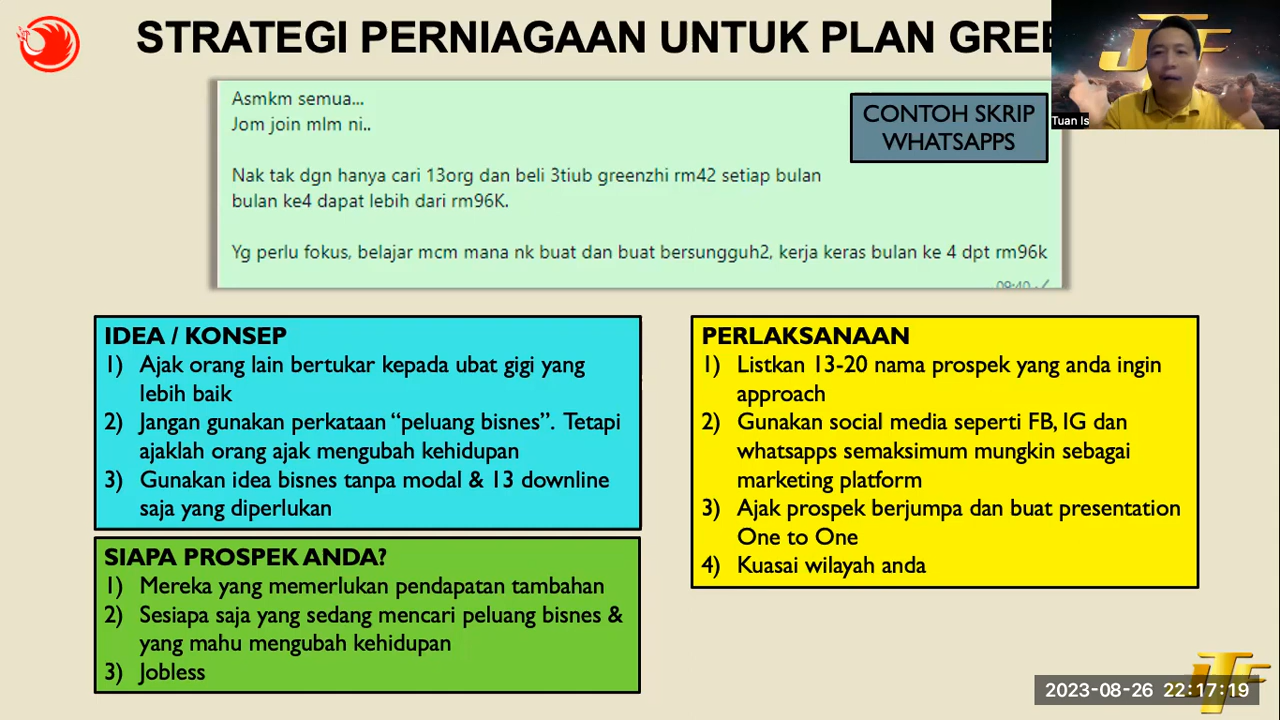 STRATEGI PERNIAGAAN UNTUK PLAN GREE
Asmkm semua...
Jom join mlm ni..
CONTOH SKRIP
WHATSAPPS
Nak tak dgn hanya cari 13org dan beli 3tiub greenzhi rm42 setiap bulan
bulan ke4 dapat lebih dari rm96K.
Yg perlu fokus, belajar mcm mana nk buat dan buat bersungguh2, kerja keras bulan ke 4 dpt rm96k
09:40
Tuan Is
IDEA / KONSEP
1) Ajak orang lain bertukar kepada ubat gigi yang
lebih baik
2) Jangan gunakan perkataan “peluang bisnes”. Tetapi
ajaklah orang ajak mengubah kehidupan
3) Gunakan idea bisnes tanpa modal & 13 downline
saja yang diperlukan
SIAPA PROSPEK ANDA?
1) Mereka yang memerlukan pendapatan tambahan
2) Sesiapa saja yang sedang mencari peluang bisnes &
yang mahu mengubah kehidupan
3) Jobless
PERLAKSANAAN
1) Listkan 13-20 nama prospek yang anda ingin
approach
2) Gunakan social media seperti FB, IG dan
whatsapps semaksimum mungkin sebagai
marketing platform
3) Ajak prospek berjumpa dan buat presentation
One to One
4) Kuasai wilayah anda
JTF
2023-08-26 22:17:19